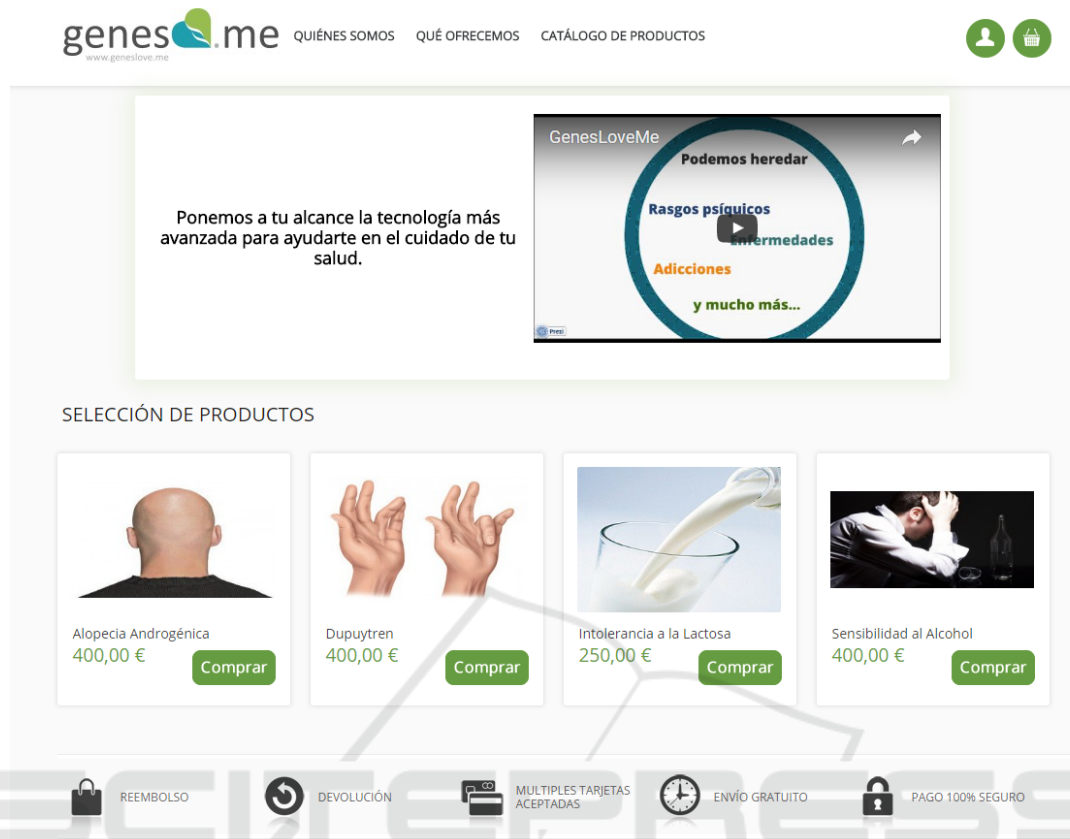 genes.me
www.geneslove.me
QUIÉNES SOMOS QUÉ OFRECEMOS CATÁLOGO DE PRODUCTOS
Ponemos a tu alcance la tecnología más
avanzada para ayudarte en el cuidado de tu
salud.
GenesLoveMe
Podemos heredar
Rasgos psíquicos
Enfermedades
Adicciones
y mucho más...
Prezi
SELECCIÓN DE PRODUCTOS
Alopecia Androgénica
400,00 €
Comprar
Dupuytren
400,00 €
Comprar
Intolerancia a la Lactosa
250,00 €
Comprar
Sensibilidad al Alcohol
400,00 €
Comprar
REEMBOLSO
DEVOLUCIÓN
MULTIPLES TARJETAS
ACEPTADAS
ENVÍO GRATUITO
PAGO 100% SEGURO
SCITEPRESS